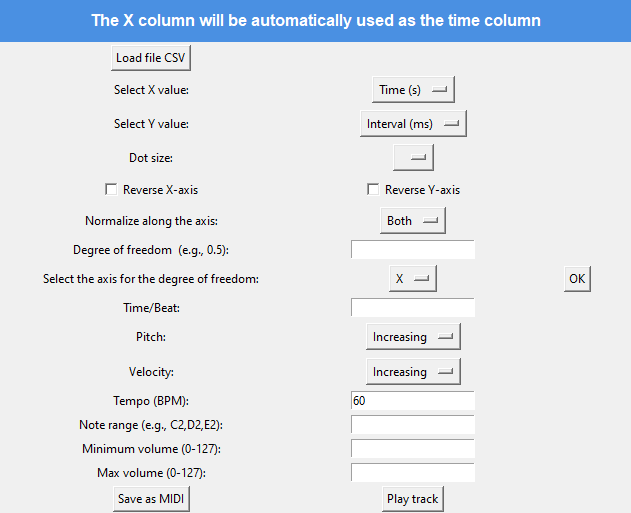 The X column will be automatically used as the time column
Load file CSV
Select X value: Time (s)
Select Y value: Interval (ms)
Dot size:
Reverse X-axis Reverse Y-axis
Normalize along the axis: Both
Degree of freedom (e.g., 0.5):
Select the axis for the degree of freedom: X OK
Time/Beat:
Pitch: Increasing
Velocity: Increasing
Tempo (BPM): 60
Note range (e.g., C2,D2,E2):
Minimum volume (0-127):
Max volume (0-127):
Save as MIDI Play track